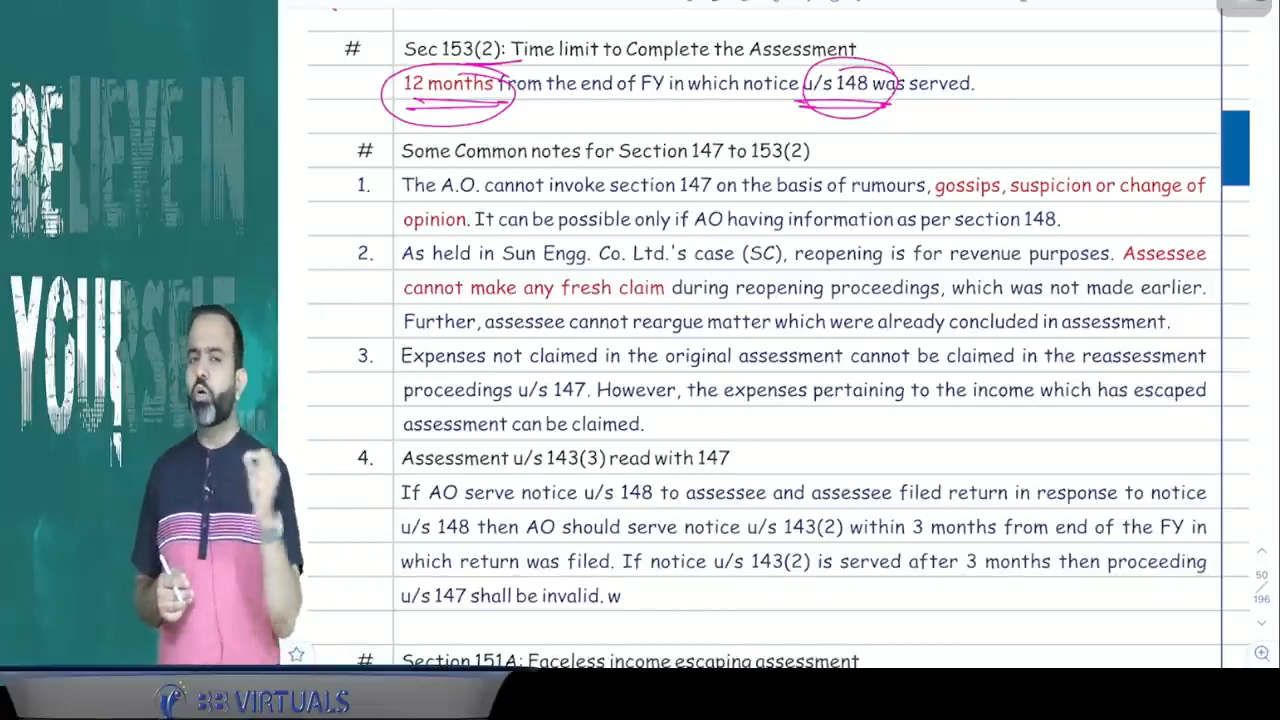 BELIEVE IN
YOURSELF...
# Sec 153(2): Time limit to Complete the Assessment
12 months from the end of FY in which notice u/s 148 was served.
# Some Common notes for Section 147 to 153(2)
1. The A.O. cannot invoke section 147 on the basis of rumours, gossips, suspicion or change of
opinion. It can be possible only if AO having information as per section 148.
2. As held in Sun Engg. Co. Ltd.'s case (SC), reopening is for revenue purposes. Assessee
cannot make any fresh claim during reopening proceedings, which was not made earlier.
Further, assessee cannot reargue matter which were already concluded in assessment.
3. Expenses not claimed in the original assessment cannot be claimed in the reassessment
proceedings u/s 147. However, the expenses pertaining to the income which has escaped
assessment can be claimed.
4. Assessment u/s 143(3) read with 147
If AO serve notice u/s 148 to assessee and assessee filed return in response to notice
u/s 148 then AO should serve notice u/s 143(2) within 3 months from end of the FY in
which return was filed. If notice u/s 143(2) is served after 3 months then proceeding
u/s 147 shall be invalid. w
# Section 151A: Faceless income escaping assessment
50
196
BB VIRTUALS